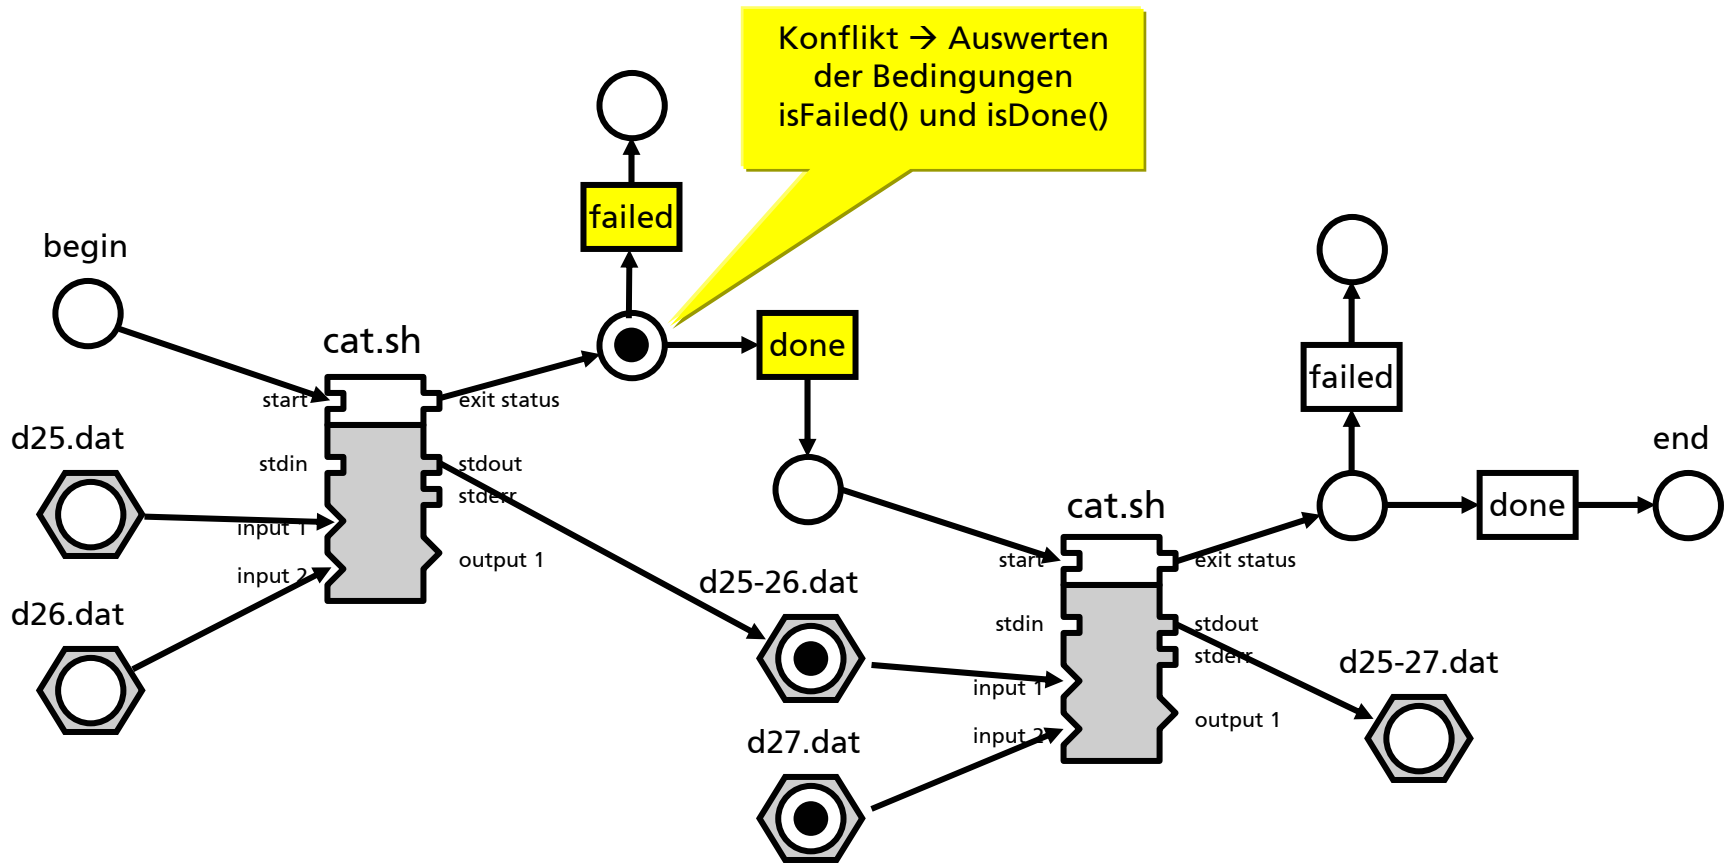 Konflikt → Auswerten
der Bedingungen
isFailed() und isDone()
failed
begin
done
cat.sh
start
exit status
d25.dat
stdin
stdout
stderr
input 1
input 2
output 1
d26.dat
failed
end
done
cat.sh
start
exit status
d25-26.dat
stdin
stdout
stderr
d25-27.dat
input 1
input 2
output 1
d27.dat